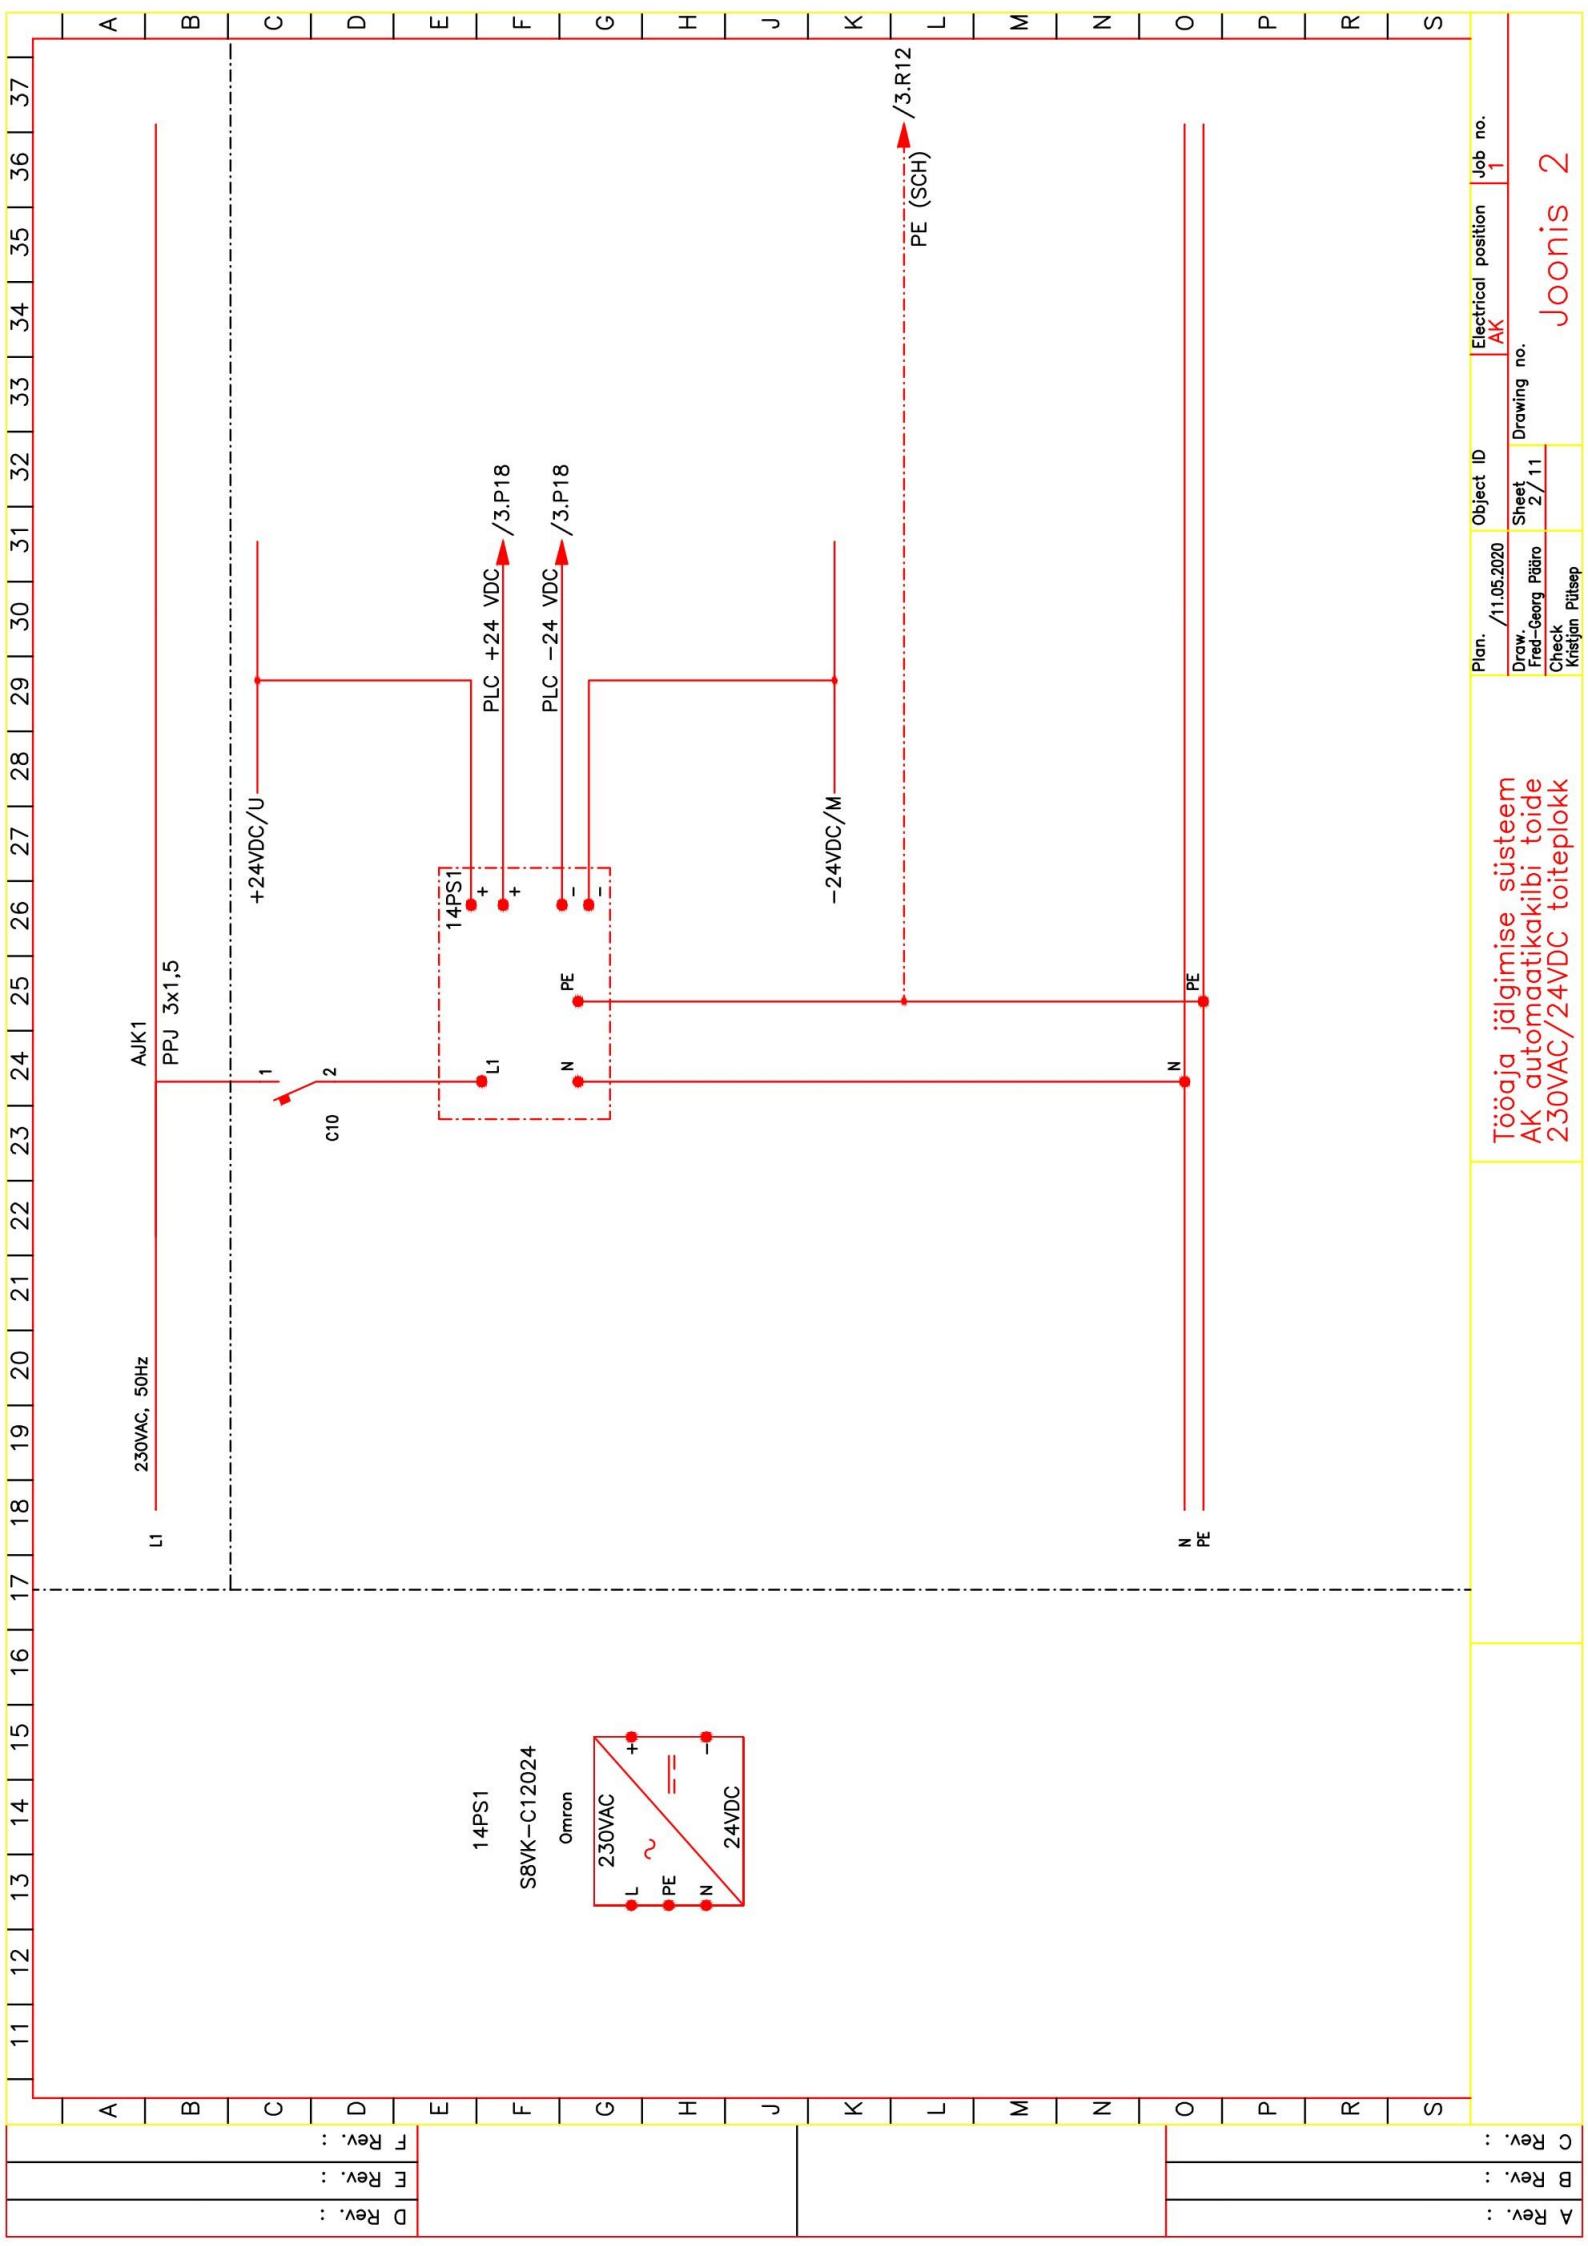 11 12 13 14 15 16 17 18 19 20 21 22 23 24 25 26 27 28 29 30 31 32 33 34 35 36 37
A A
B B
C C
D D
E E
F F
G G
H H
J J
K K
L L
M M
N N
O O
P P
R R
S S
230VAC, 50Hz
L1
AJK1
PPJ 3x1,5
1
2
C10
+24VDC/U
14PS1
+
+
-
-
L1
N
PE
PLC +24 VDC
/3.P18
PLC -24 VDC
/3.P18
-24VDC/M
/3.R12
PE (SCH)
N
PE
N
PE
14PS1
S8VK-C12024
Omron
230VAC
L
PE
N
~
+
-
24VDC
D Rev. :
E Rev. :
F Rev. :
A Rev. :
B Rev. :
C Rev. :
Tööaja jälgimise süsteem
AK automaatikakilbi toide
230VAC/24VDC toiteplokk
Plan.
/11.05.2020
Draw.
Fred-Georg Pääro
Check
Kristjan Pütsep
Object ID
Sheet
2/11
Electrical position
AK
Job no.
1
Drawing no.
Joonis 2